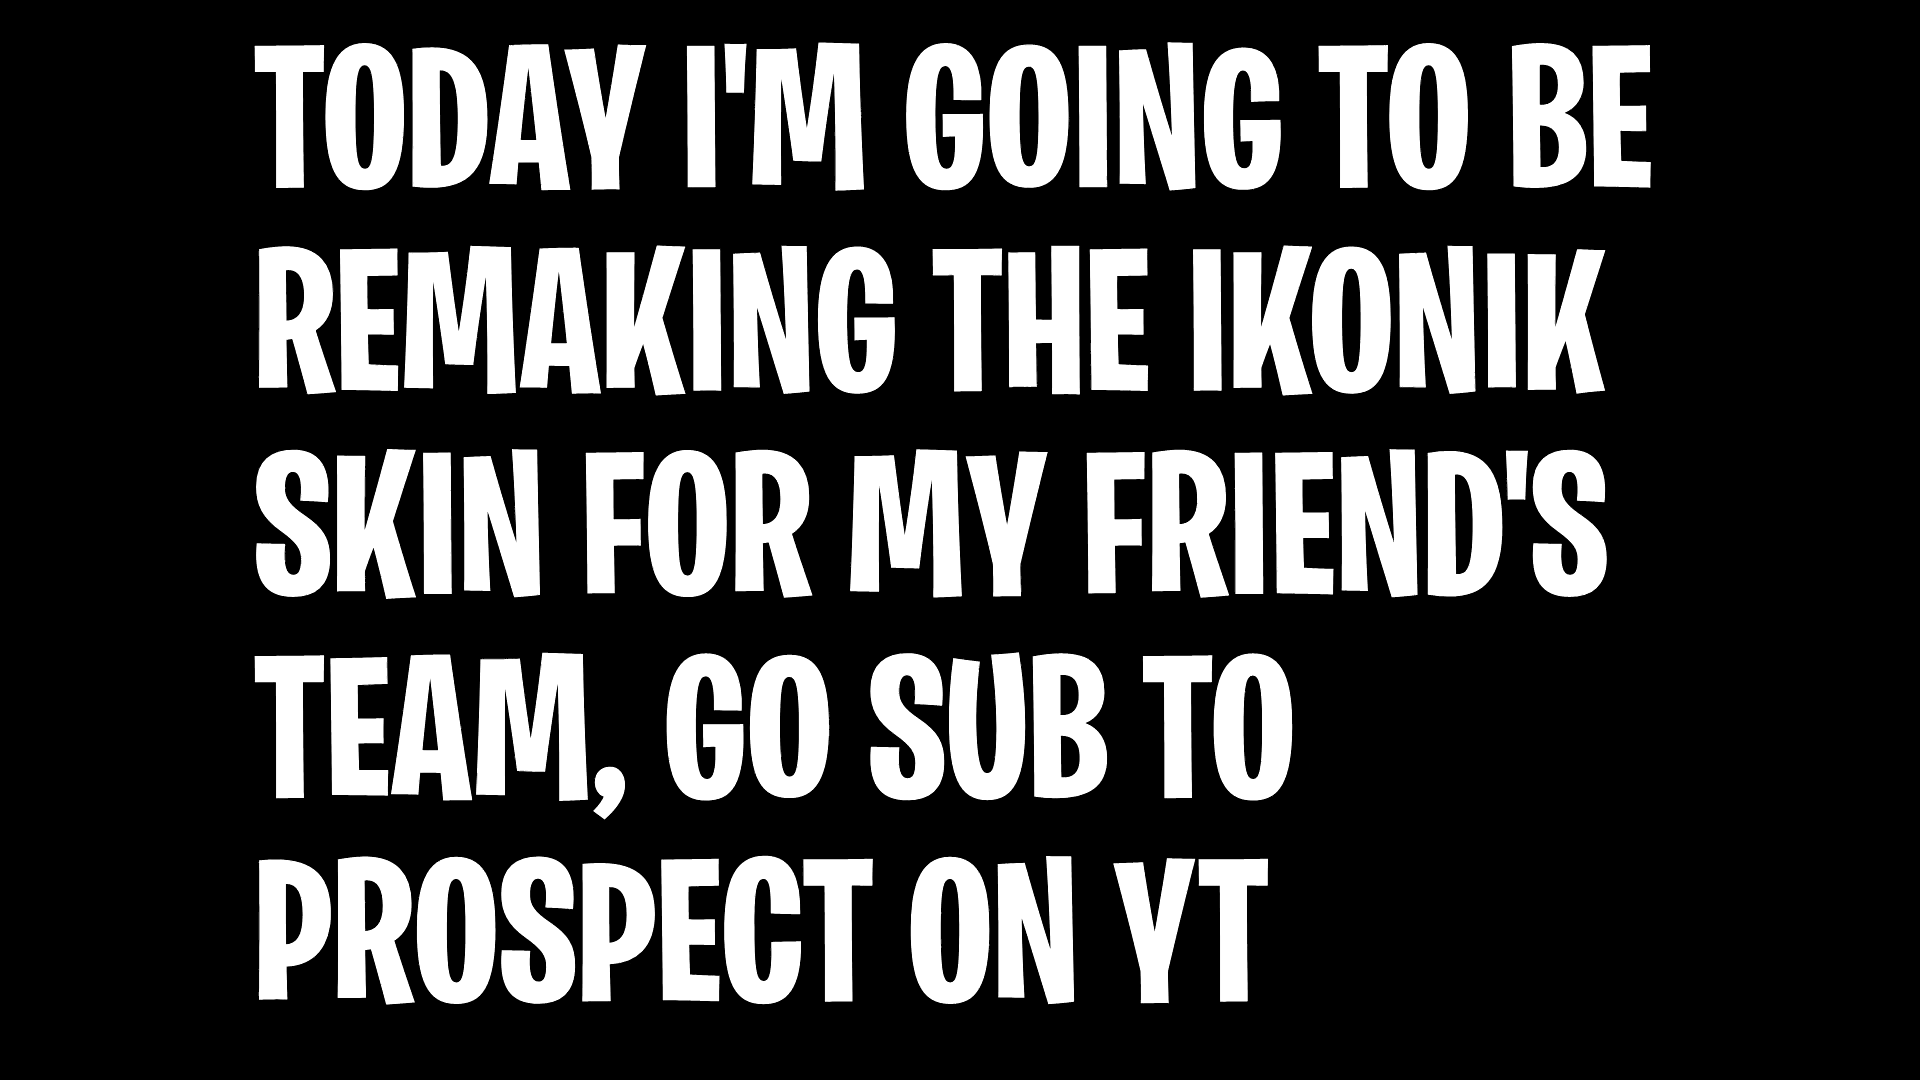 TODAY I'M GOING TO BE
REMAKING THE IKONIK
SKIN FOR MY FRIEND'S
TEAM, GO SUB TO
PROSPECT ON YT